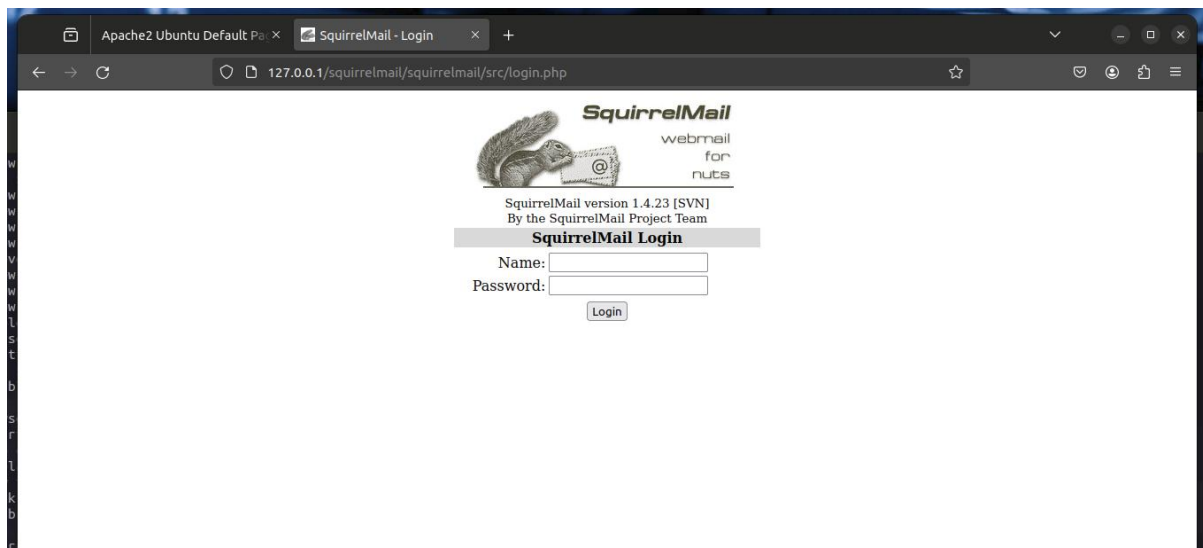 Apache2 Ubuntu Default Pa
SquirrelMail - Login
127.0.0.1/squirrelmail/squirrelmail/src/login.php
SquirrelMail
webmail
for
nuts
@
SquirrelMail version 1.4.23 [SVN]
By the SquirrelMail Project Team
SquirrelMail Login
Name:
Password:
Login
w
w
w
w
w
v
w
w
w
l
s
t
b
s
r
l
k
b